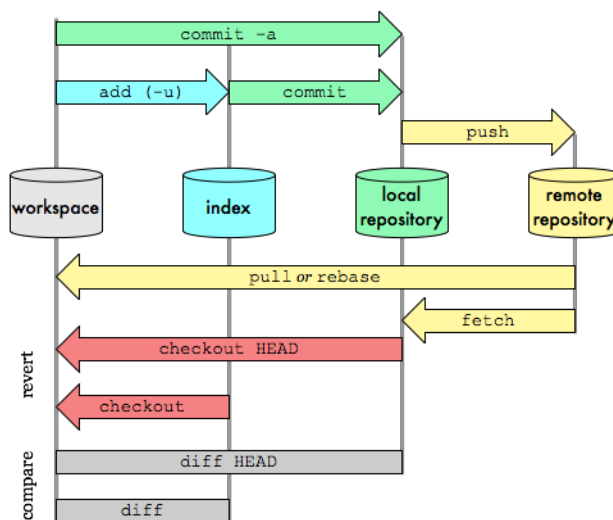 commit -a
add (-u)
commit
push
workspace
index
local
repository
remote
repository
pull or rebase
fetch
revert
checkout HEAD
checkout
compare
diff HEAD
diff